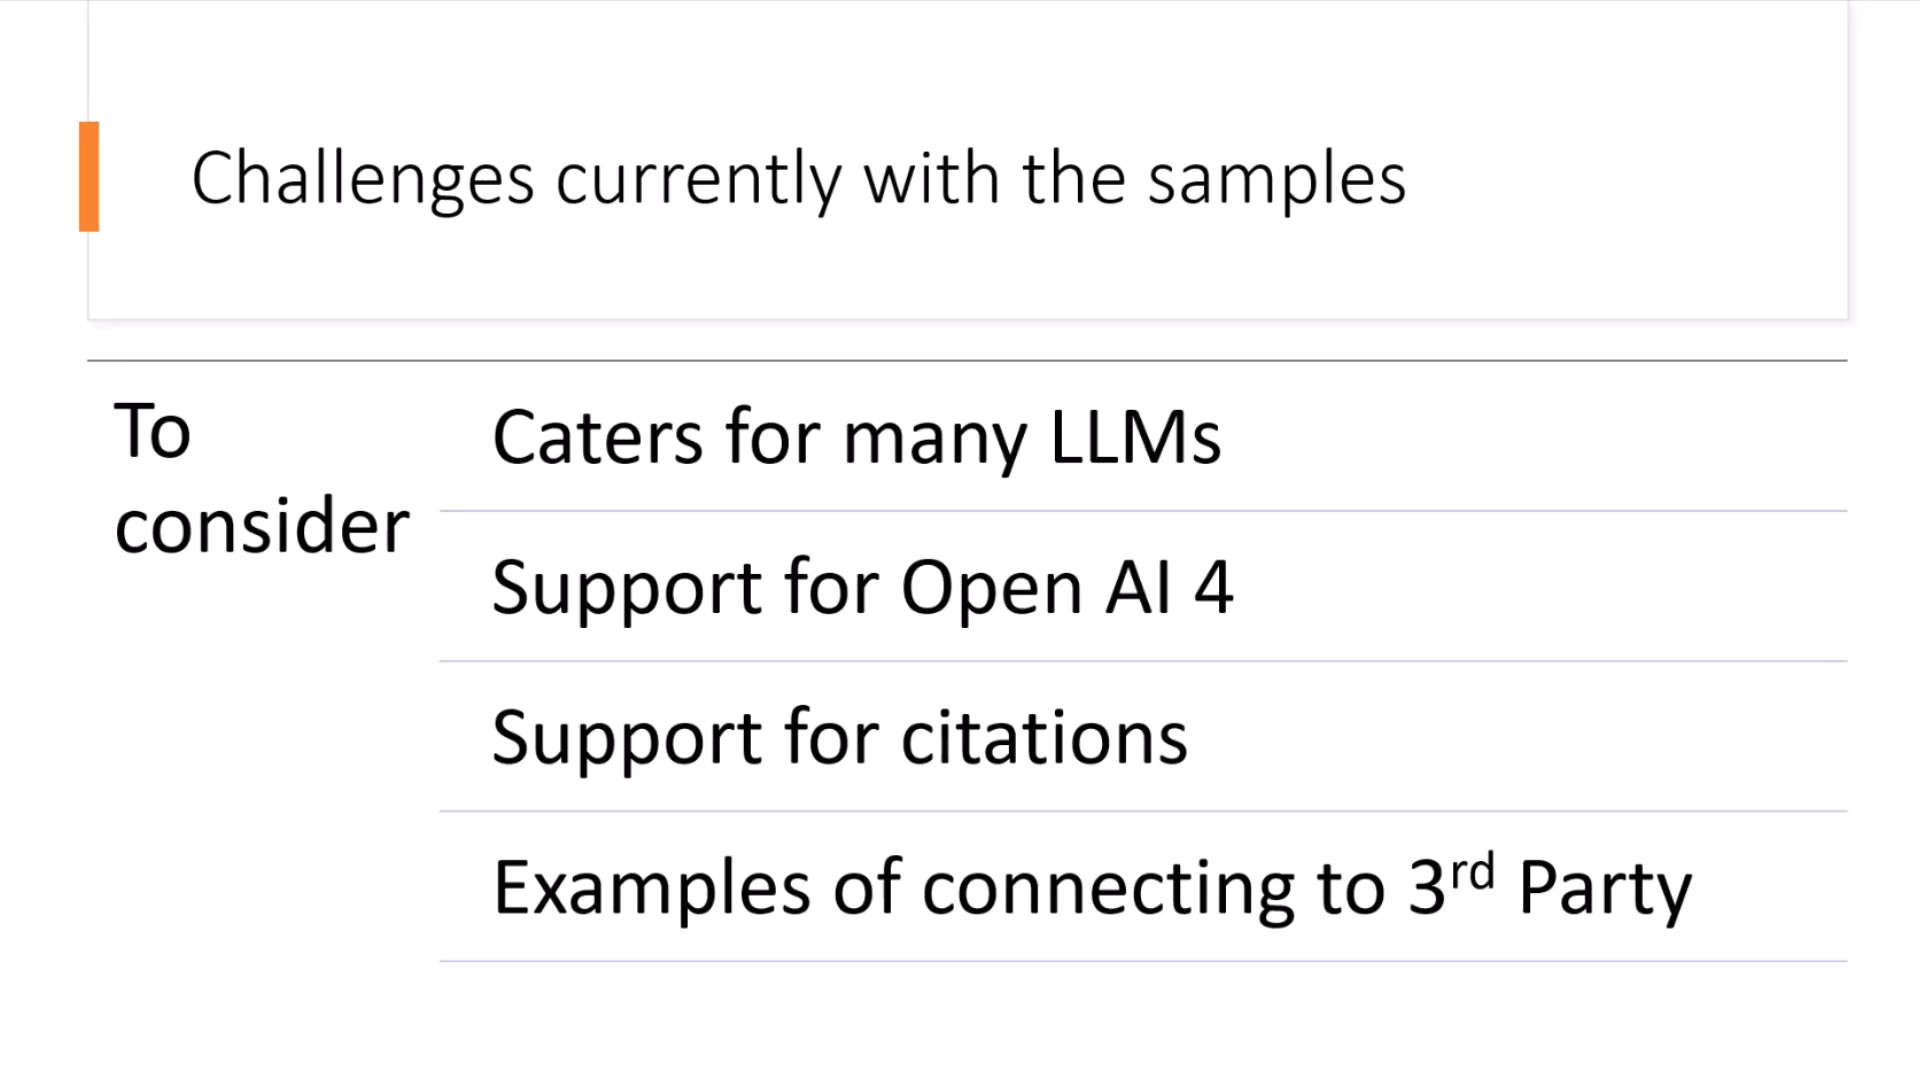 Challenges currently with the samples
To
consider
Caters for many LLMs
Support for Open AI 4
Support for citations
Examples of connecting to 3rd Party